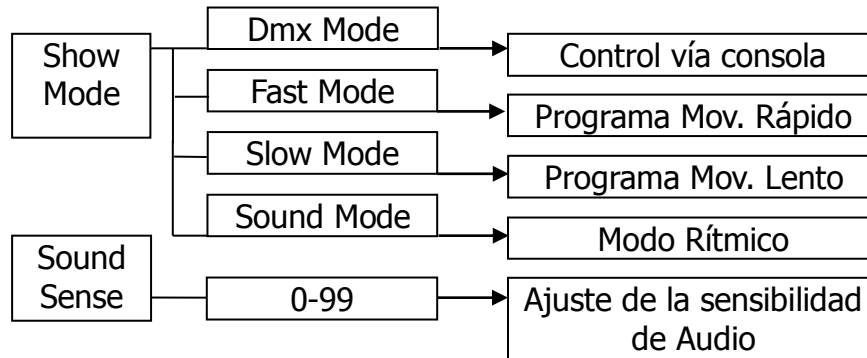 Show
Mode
Dmx Mode
Control vía consola
Fast Mode
Programa Mov. Rápido
Slow Mode
Programa Mov. Lento
Sound Mode
Modo Rítmico
Sound
Sense
0-99
Ajuste de la sensibilidad
de Audio